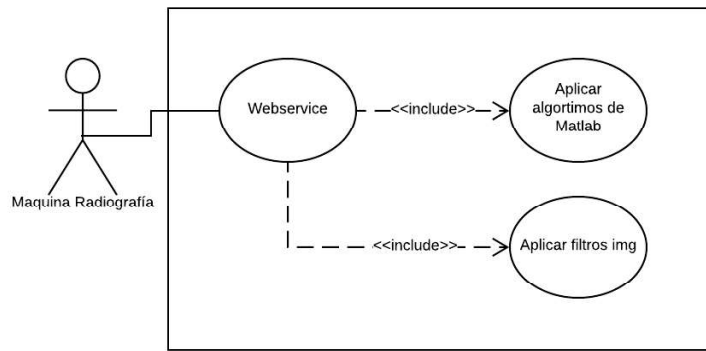 Aplicar
algortimos de
Matlab
Webservice
<<include>>
Maquina Radiografía
<<include>>
Aplicar filtros img